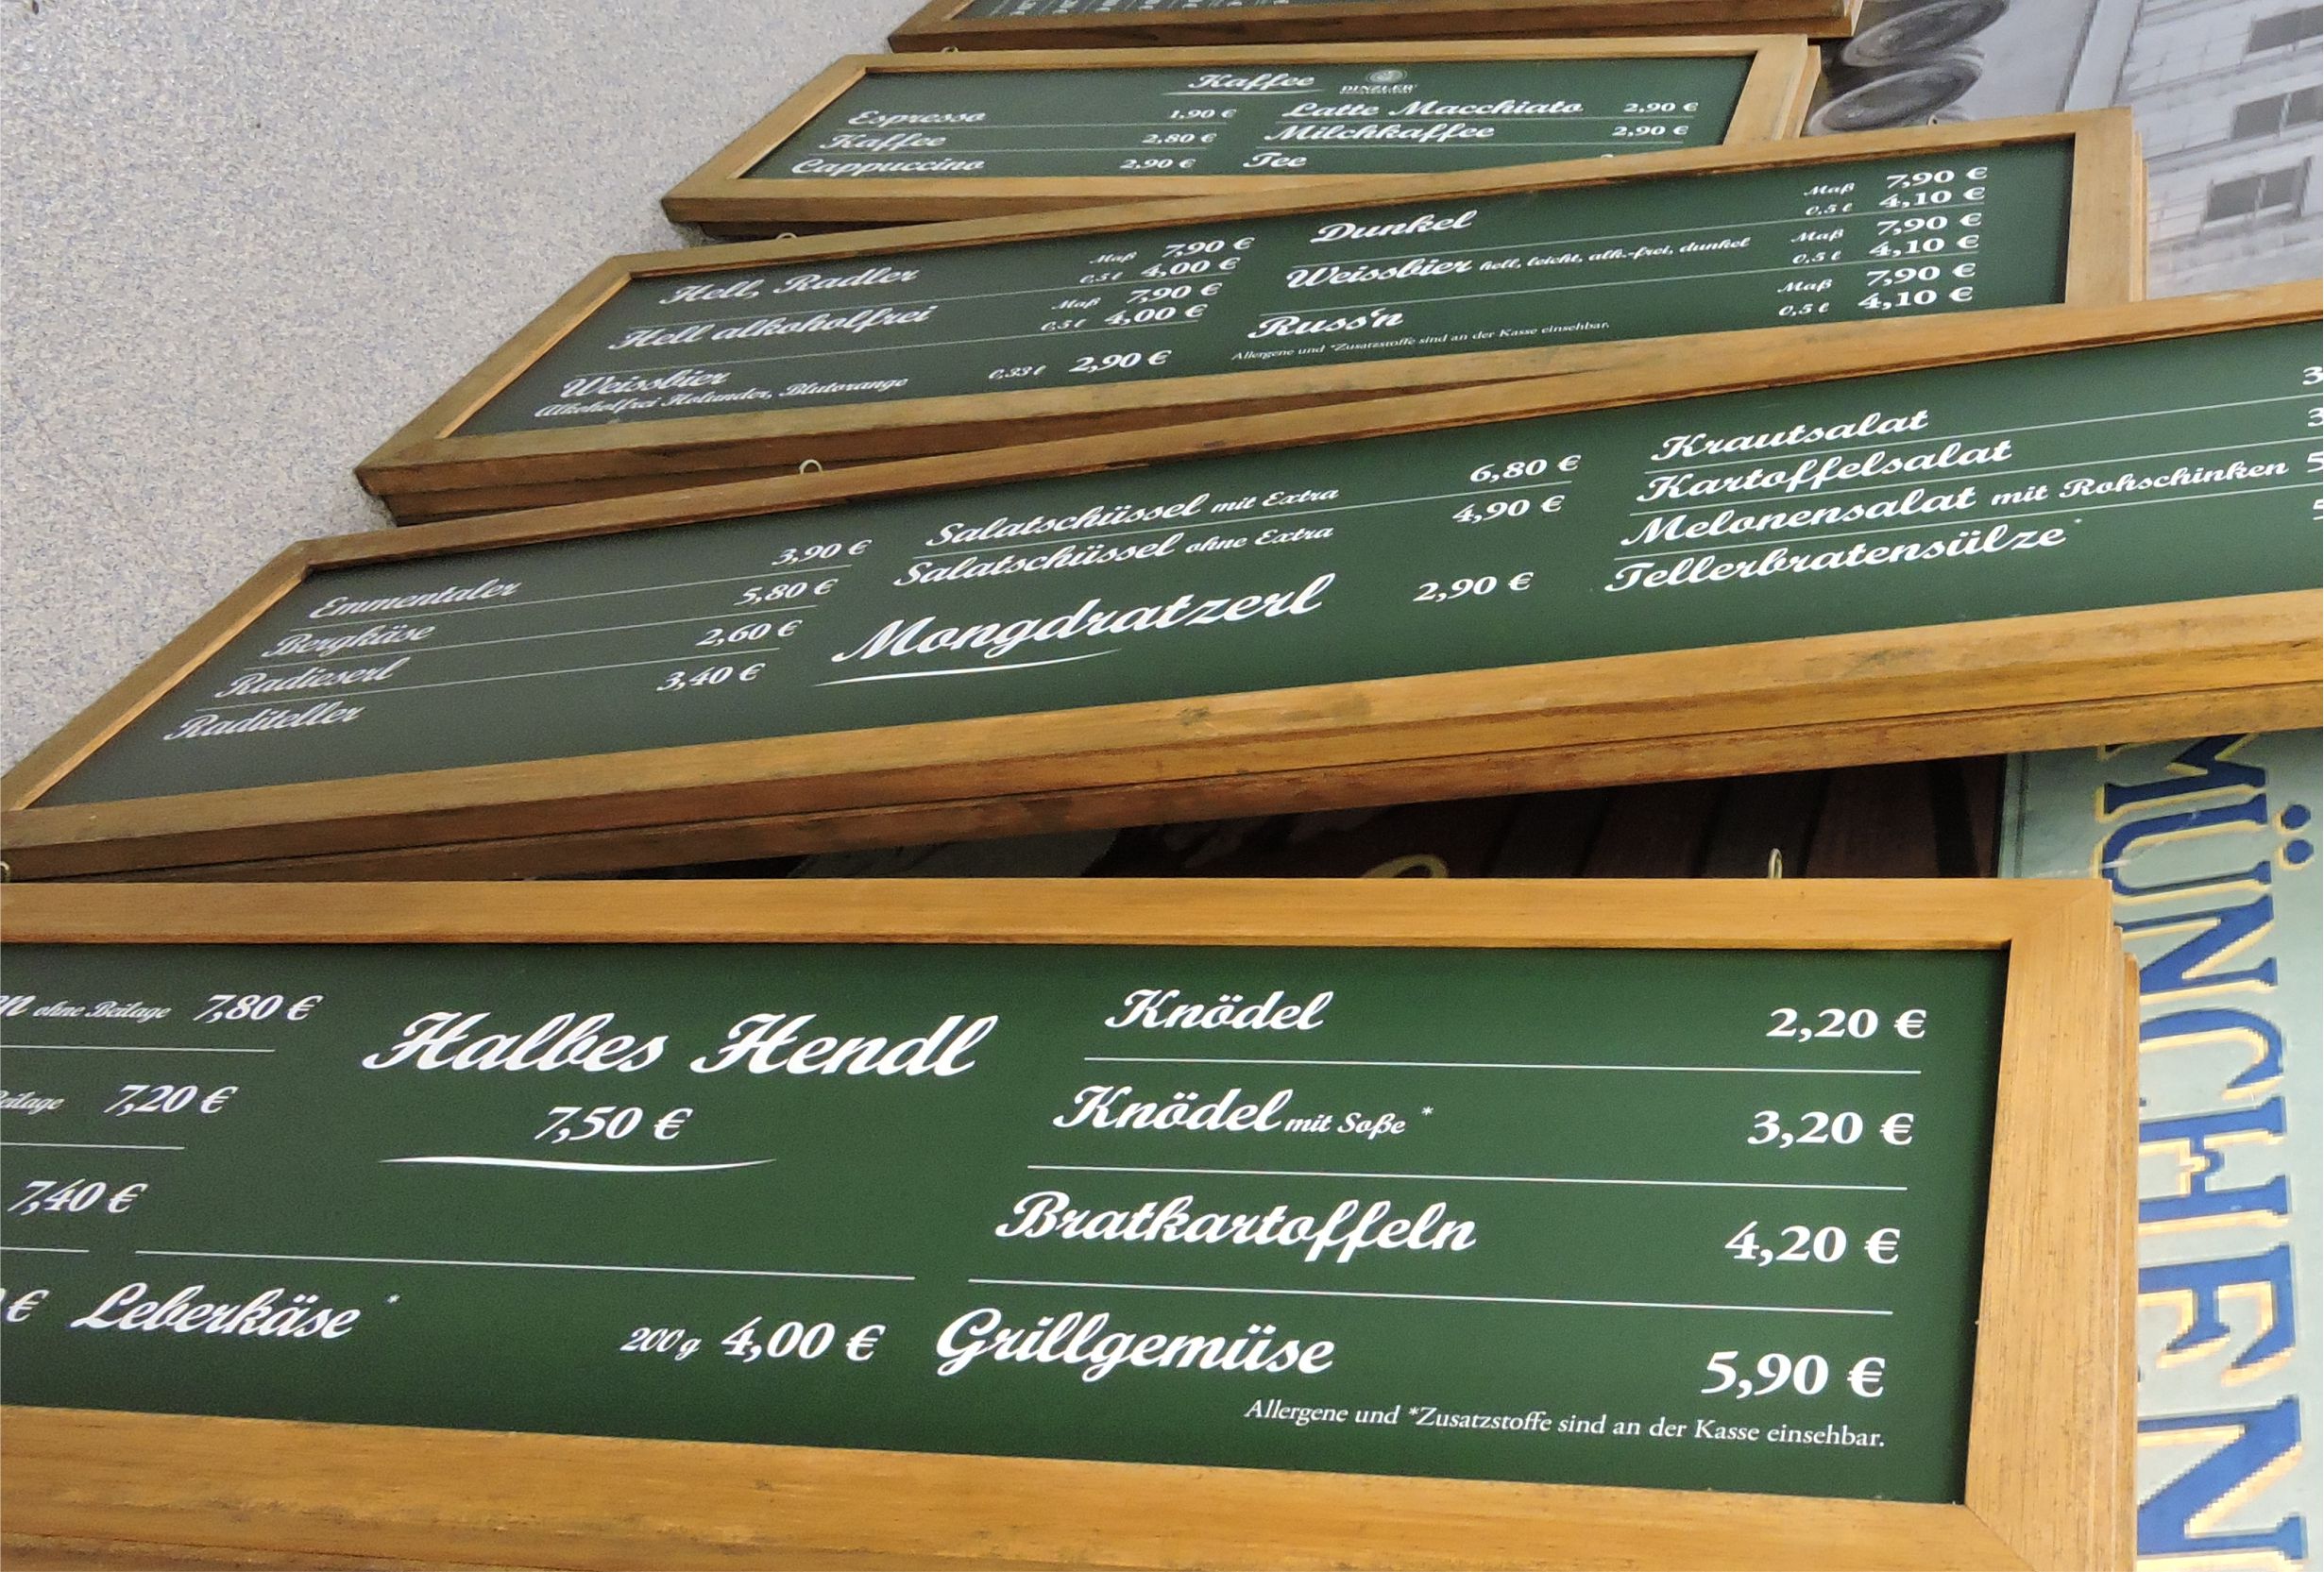 Kaffee DINZLER
Espresso 1,90 € Latte Macchiato 2,90 €
Kaffee 2,80 € Milchkaffee 2,90 €
Cappuccino 2,90 € Tee
Hell, Radler Maß 7,90 €
0,5 l 4,00 €
Hell alkoholfrei Maß 7,90 €
0,5 l 4,00 €
Weissbier 0,33 l 2,90 €
Alkoholfrei Holunder, Blutorange
Dunkel Maß 7,90 €
0,5 l 4,10 €
Weissbier hell, leicht, alk.-frei, dunkel Maß 7,90 €
0,5 l 4,10 €
Russ'n Maß 7,90 €
0,5 l 4,10 €
Allergene und *Zusatzstoffe sind an der Kasse einsehbar.
Emmentaler 3,90 €
Bergkäse 5,80 €
Radieserl 2,60 €
Raditeller 3,40 €
Salatschüssel mit Extra 6,80 €
Salatschüssel ohne Extra 4,90 €
Mongdratzerl 2,90 €
Krautsalat 3
Kartoffelsalat 3
Melonensalat mit Rohschinken 5
Tellerbratensülze*
ohne Beilage 7,80 €
7,20 €
7,40 €
€ Leberkäse* 200 g 4,00 €
Halbes Hendl
7,50 €
Knödel 2,20 €
Knödel mit Soße* 3,20 €
Bratkartoffeln 4,20 €
Grillgemüse 5,90 €
Allergene und *Zusatzstoffe sind an der Kasse einsehbar.
MÜNCHEN